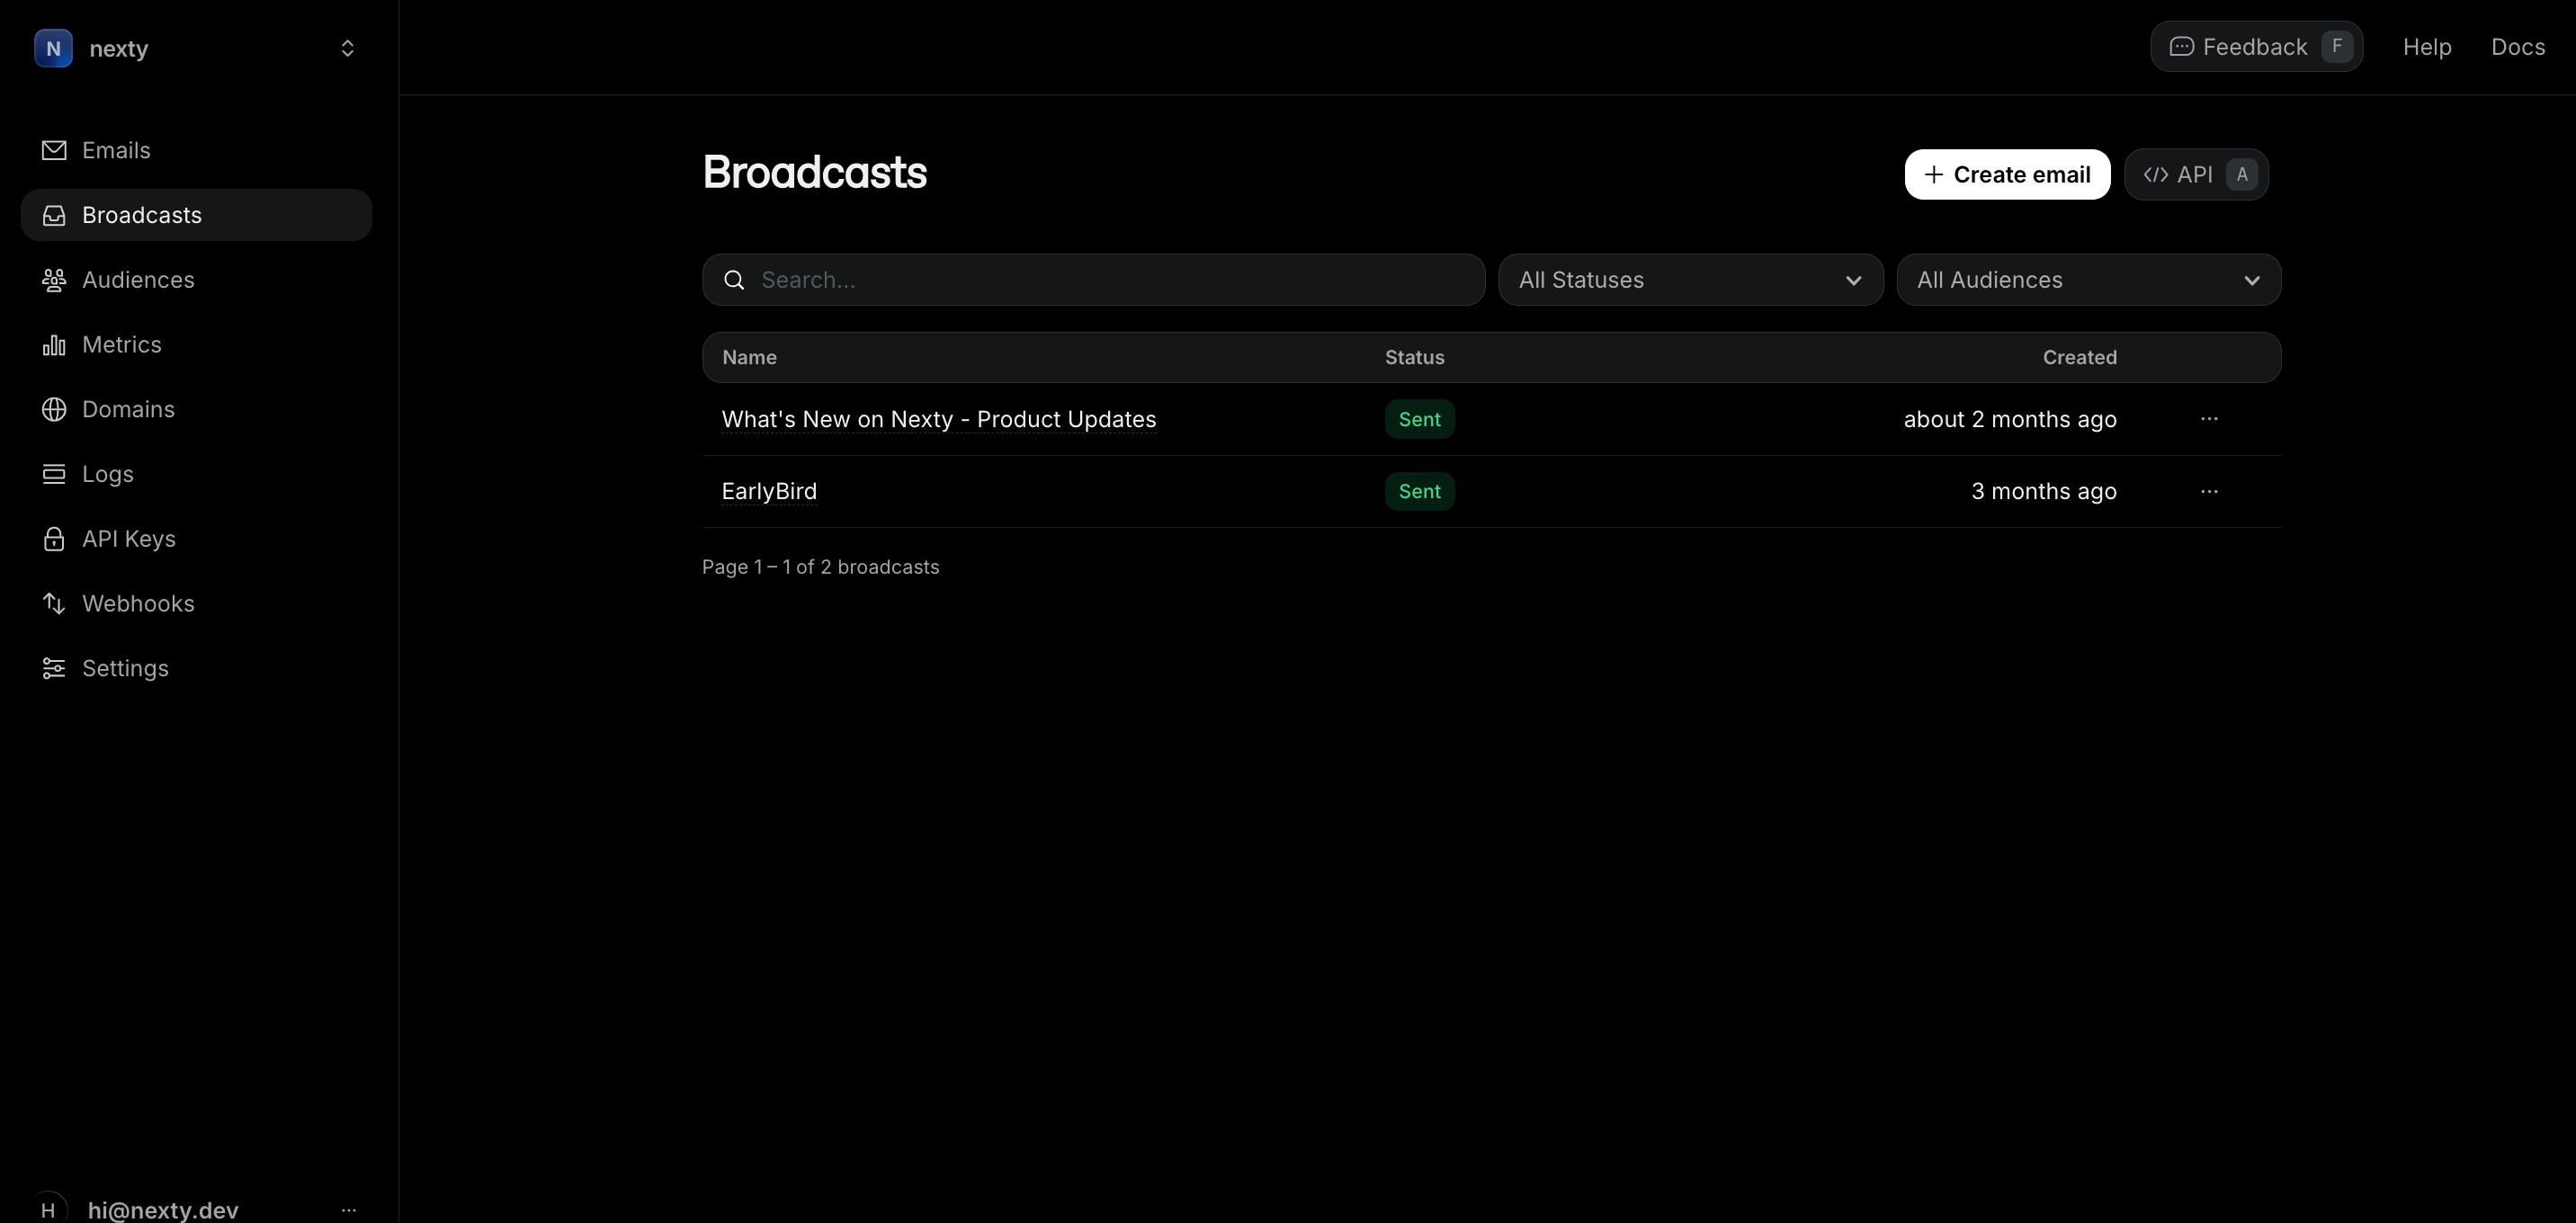 N nexty
Feedback F Help Docs
Emails
Broadcasts
Audiences
Metrics
Domains
Logs
API Keys
Webhooks
Settings
H hi@nexty.dev
Broadcasts
Create email API A
Search...
All Statuses
All Audiences
Name Status Created
What's New on Nexty - Product Updates Sent about 2 months ago
EarlyBird Sent 3 months ago
Page 1 – 1 of 2 broadcasts